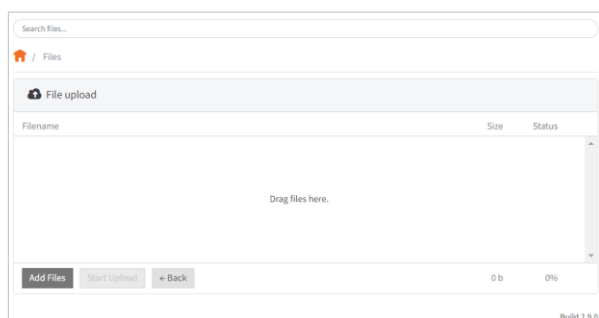 Search files...
/ Files
File upload
Filename Size Status
Drag files here.
Add Files Start Upload ← Back 0 b 0%
Build 2.9.0